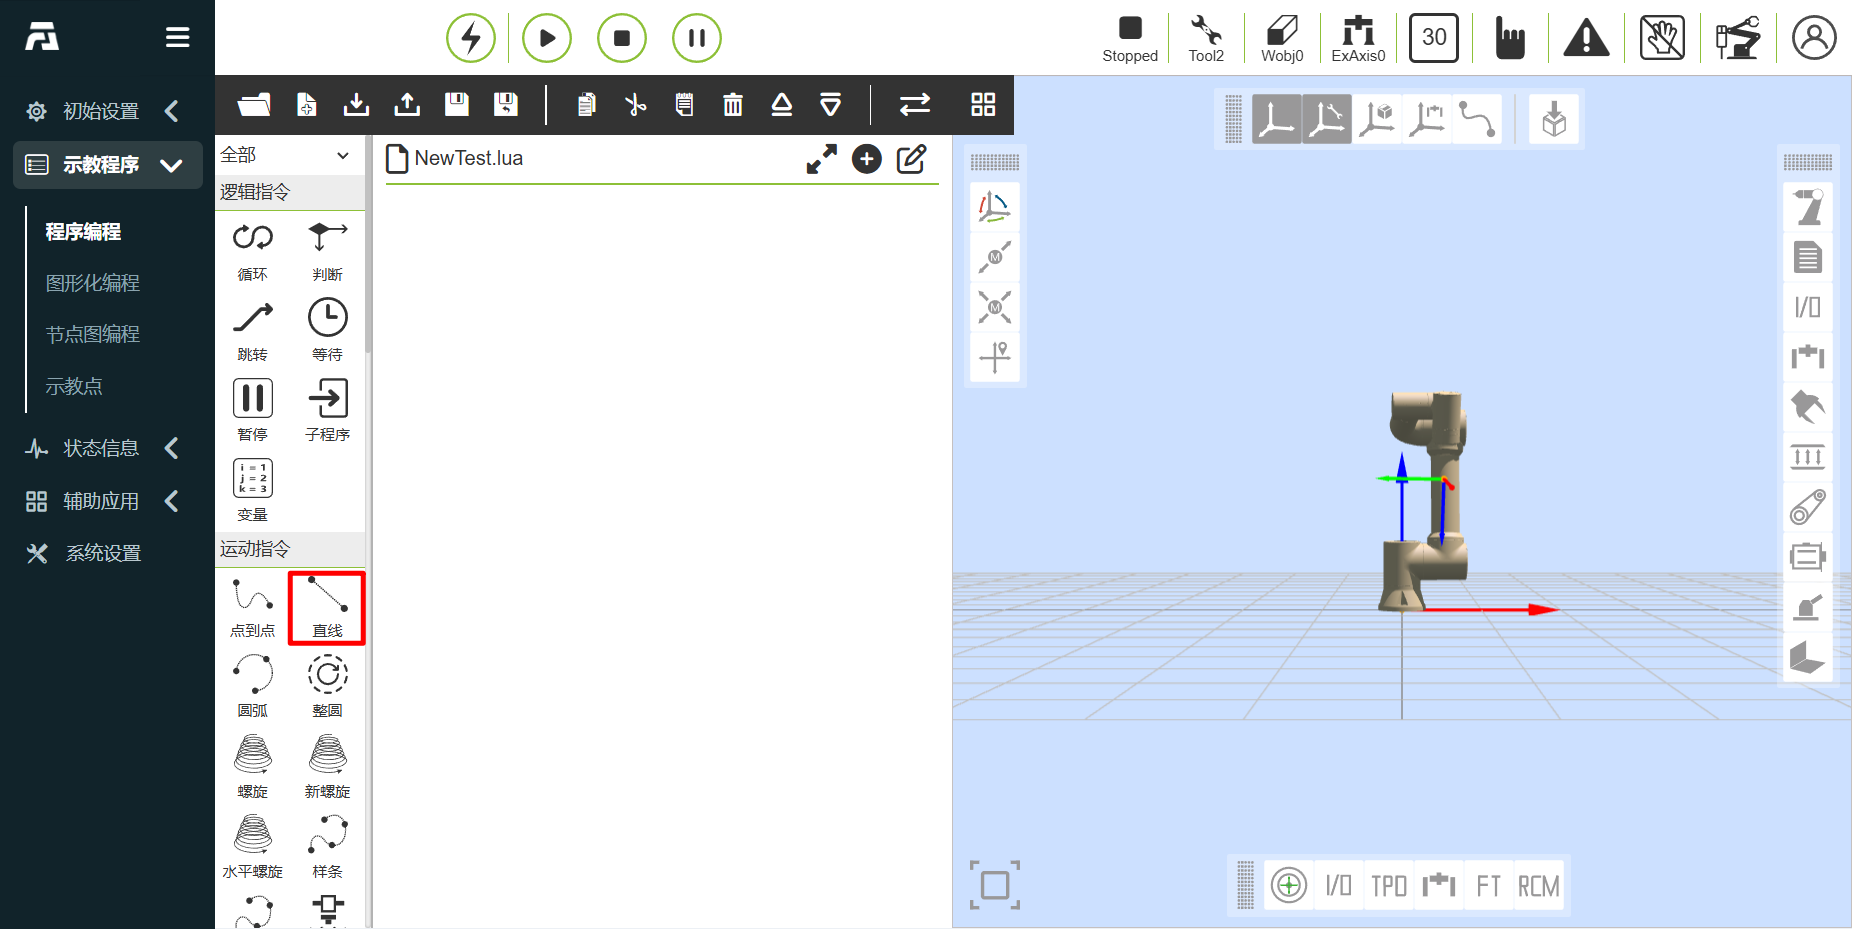 Stopped
Tool2
Wobj0
ExAxis0
30
初始设置
示教程序
程序编程
图形化编程
节点图编程
示教点
状态信息
辅助应用
系统设置
全部
逻辑指令
循环
判断
跳转
等待
暂停
子程序
i = 1
j = 2
k = 3
变量
运动指令
点到点
直线
圆弧
整圆
螺旋
新螺旋
水平螺旋
样条
NewTest.lua
M
M
I/O
I/O
TPD
FT
RCM